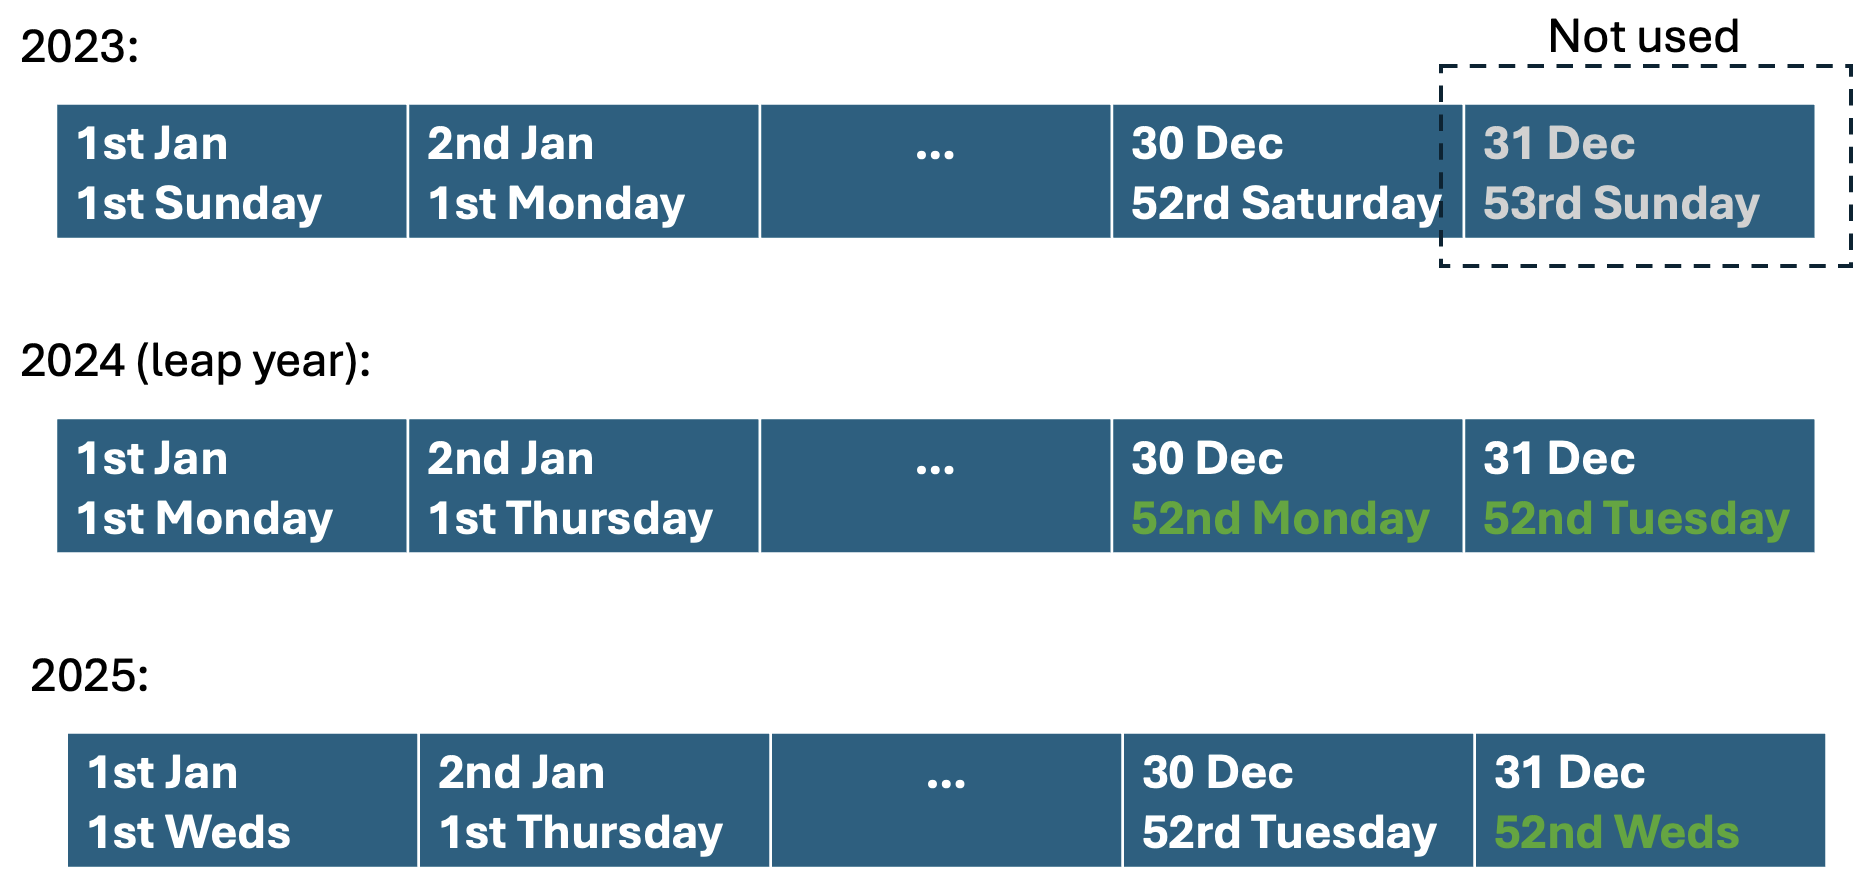 2023:
Not used
1st Jan
1st Sunday
2nd Jan
1st Monday
...
30 Dec
52rd Saturday
31 Dec
53rd Sunday
2024 (leap year):
1st Jan
1st Monday
2nd Jan
1st Thursday
...
30 Dec
52nd Monday
31 Dec
52nd Tuesday
2025:
1st Jan
1st Weds
2nd Jan
1st Thursday
...
30 Dec
52rd Tuesday
31 Dec
52nd Weds